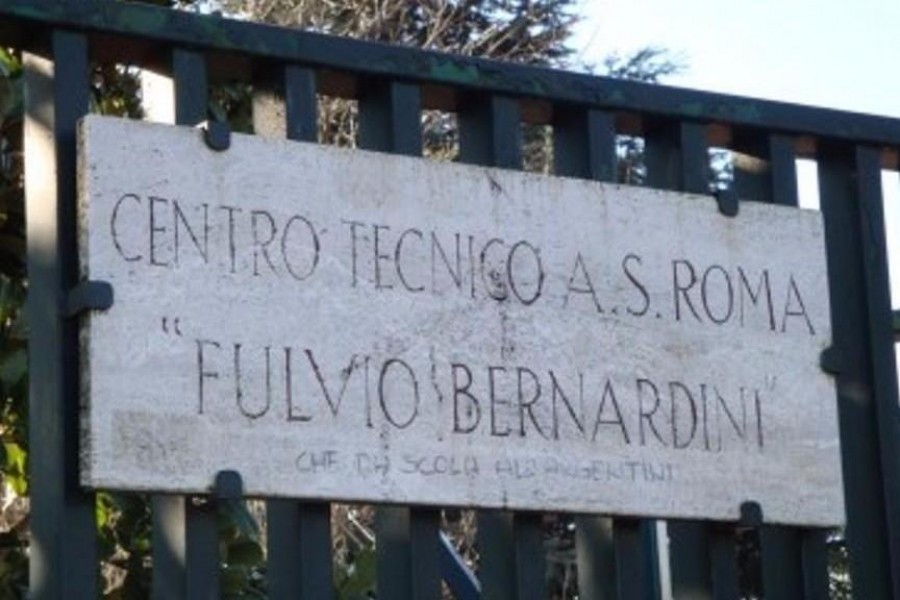 CENTRO TECNICO A.S. ROMA
"FULVIO BERNARDINI"
CHE DA SCOLA ARGENTINI